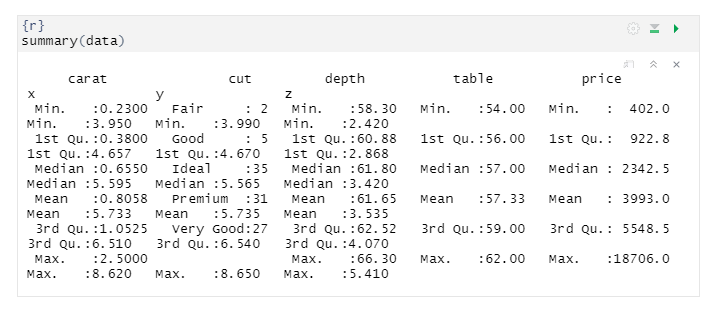 {r}
summary(data)
carat cut depth table price
x y z
Min. :0.2300 Fair : 2 Min. :58.30 Min. :54.00 Min. : 402.0
Min. :3.950 Min. :3.990 Min. :2.420
1st Qu.:0.3800 Good : 5 1st Qu.:60.88 1st Qu.:56.00 1st Qu.: 922.8
1st Qu.:4.657 1st Qu.:4.670 1st Qu.:2.868
Median :0.6550 Ideal :35 Median :61.80 Median :57.00 Median : 2342.5
Median :5.595 Median :5.565 Median :3.420
Mean :0.8058 Premium :31 Mean :61.65 Mean :57.33 Mean : 3993.0
Mean :5.733 Mean :5.735 Mean :3.535
3rd Qu.:1.0525 Very Good:27 3rd Qu.:62.52 3rd Qu.:59.00 3rd Qu.: 5548.5
3rd Qu.:6.510 3rd Qu.:6.540 3rd Qu.:4.070
Max. :2.5000 Max. :66.30 Max. :62.00 Max. :18706.0
Max. :8.620 Max. :8.650 Max. :5.410